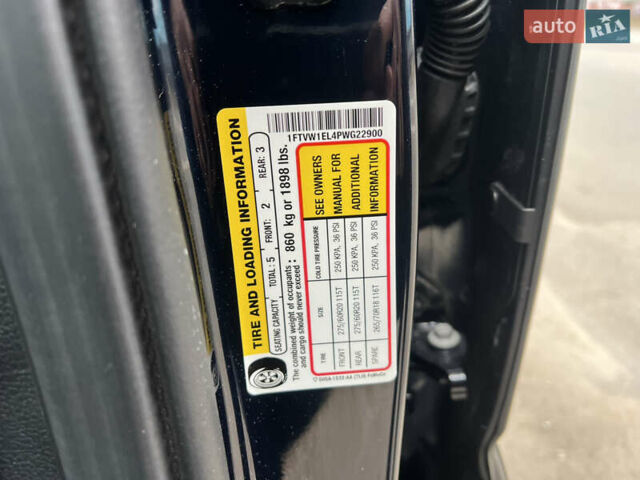 auto RIA
.com
1FTVW1EL4PWG22900
TIRE AND LOADING INFORMATION
SEATING CAPACITY TOTAL: 5 FRONT: 2 REAR: 3
The combined weight of occupants and cargo should never exceed : 860 kg or 1898 lbs.
TIRE SIZE COLD TIRE PRESSURE SEE OWNERS MANUAL FOR ADDITIONAL INFORMATION
FRONT 275/60R20 115T 250 KPA, 36 PSI
REAR 275/60R20 115T 250 KPA, 36 PSI
SPARE 265/70R18 116T 250 KPA, 36 PSI